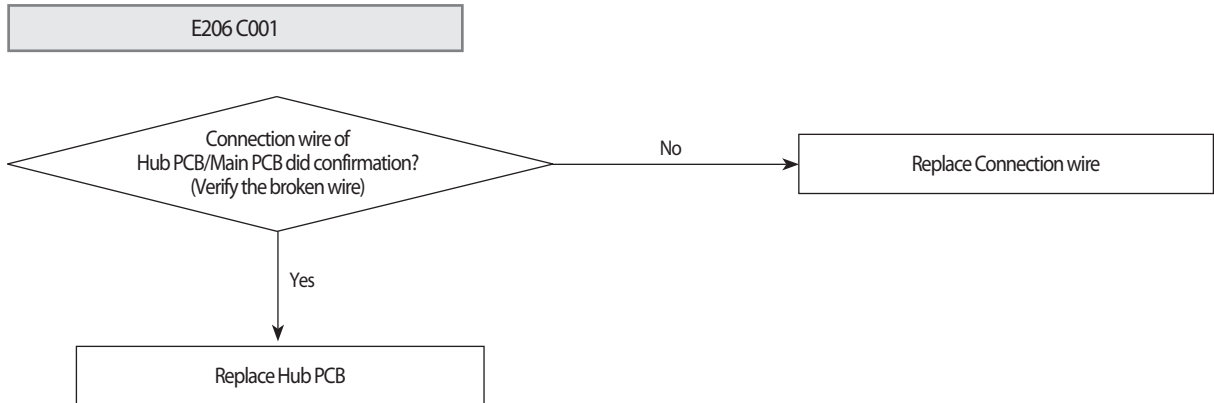 E206 C001
Connection wire of
Hub PCB/Main PCB did confirmation?
(Verify the broken wire)
No
Replace Connection wire
Yes
Replace Hub PCB